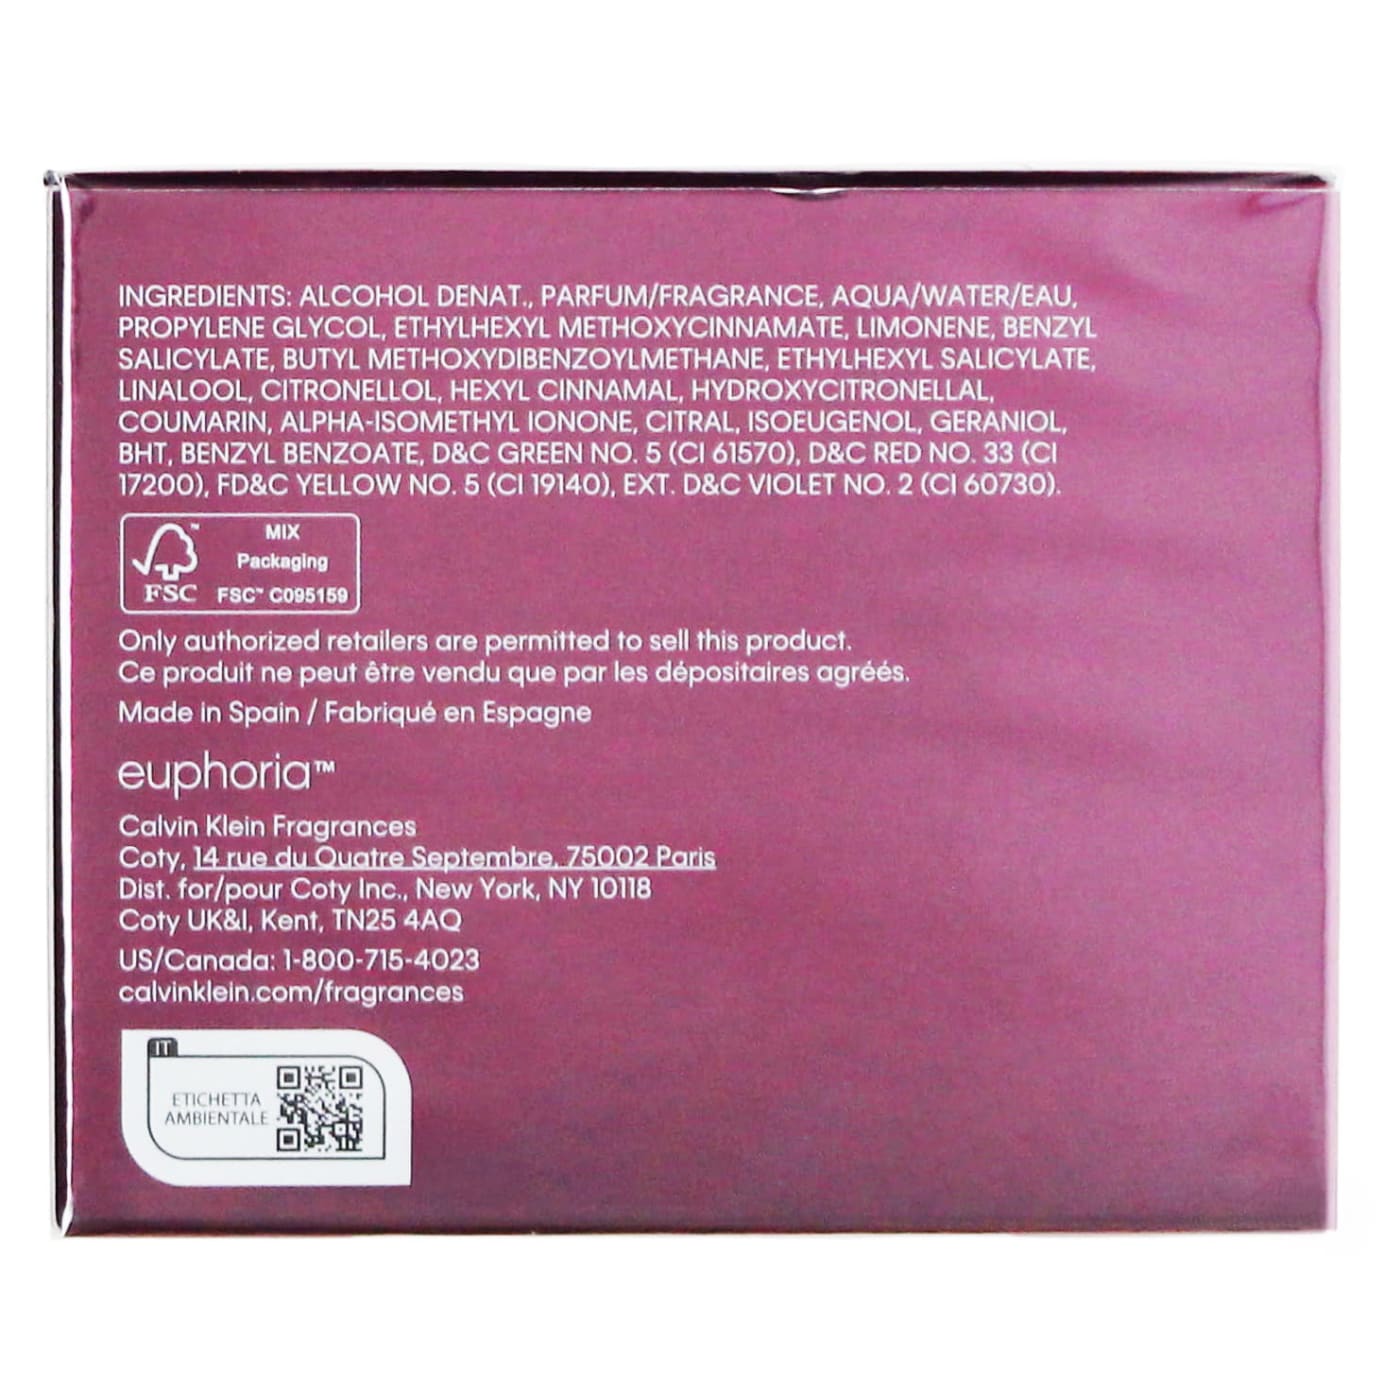 INGREDIENTS: ALCOHOL DENAT., PARFUM/FRAGRANCE, AQUA/WATER/EAU,
PROPYLENE GLYCOL, ETHYLHEXYL METHOXYCINNAMATE, LIMONENE, BENZYL
SALICYLATE, BUTYL METHOXYDIBENZOYLMETHANE, ETHYLHEXYL SALICYLATE,
LINALOOL, CITRONELLOL, HEXYL CINNAMAL, HYDROXYCITRONELLAL,
COUMARIN, ALPHA-ISOMETHYL IONONE, CITRAL, ISOEUGENOL, GERANIOL,
BHT, BENZYL BENZOATE, D&C GREEN NO. 5 (CI 61570), D&C RED NO. 33 (CI
17200), FD&C YELLOW NO. 5 (CI 19140), EXT. D&C VIOLET NO. 2 (CI 60730).
MIX
Packaging
FSC™ FSC™ C095159
Only authorized retailers are permitted to sell this product.
Ce produit ne peut être vendu que par les dépositaires agréés.
Made in Spain / Fabriqué en Espagne
euphoria™
Calvin Klein Fragrances
Coty, 14 rue du Quatre Septembre, 75002 Paris
Dist. for/pour Coty Inc., New York, NY 10118
Coty UK&I, Kent, TN25 4AQ
US/Canada: 1-800-715-4023
calvinklein.com/fragrances
IT
ETICHETTA
AMBIENTALE